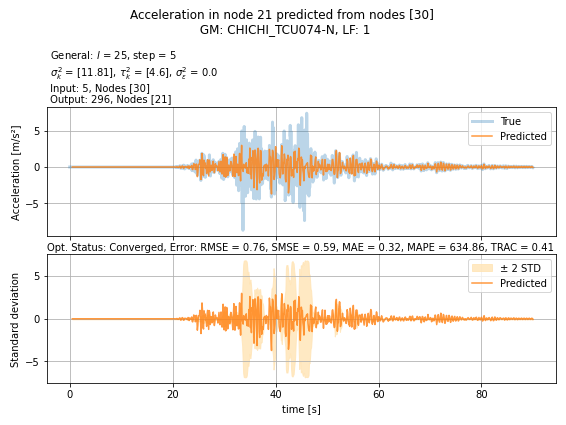 Acceleration in node 21 predicted from nodes [30]
GM: CHICHI_TCU074-N, LF: 1
General: l = 25, step = 5
σ²ₖ = [11.81], τ²ₖ = [4.6], σ²ε = 0.0
Input: 5, Nodes [30]
Output: 296, Nodes [21]
Acceleration [m/s²]
5
0
−5
True
Predicted
Opt. Status: Converged, Error: RMSE = 0.76, SMSE = 0.59, MAE = 0.32, MAPE = 634.86, TRAC = 0.41
Standard deviation
5
0
−5
± 2 STD
Predicted
0 20 40 60 80
time [s]